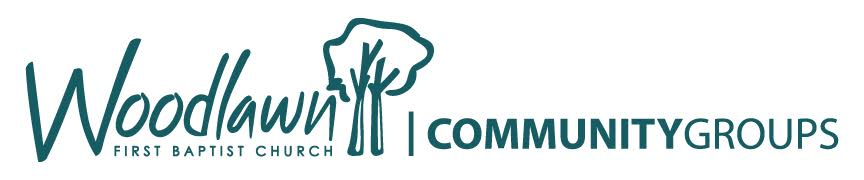 Woodlawn
FIRST BAPTIST CHURCH
| COMMUNITYGROUPS